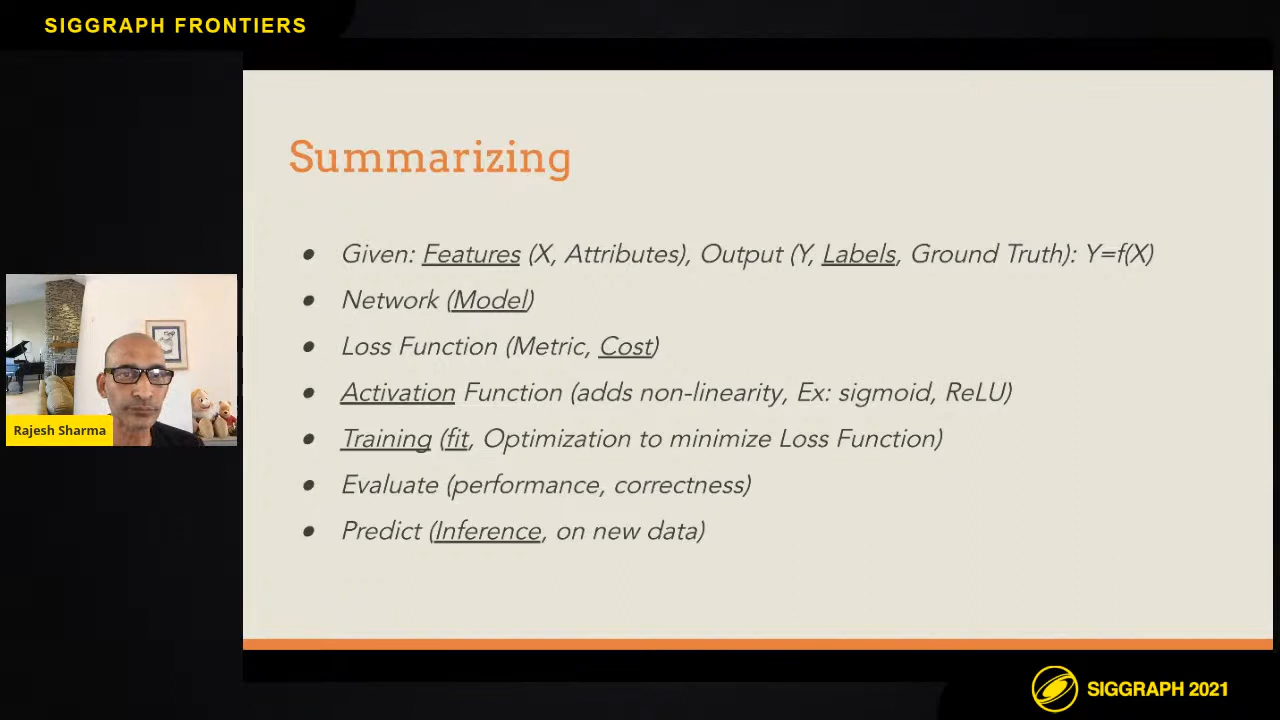 SIGGRAPH FRONTIERS
Summarizing
● Given: Features (X, Attributes), Output (Y, Labels, Ground Truth): Y=f(X)
● Network (Model)
● Loss Function (Metric, Cost)
● Activation Function (adds non-linearity, Ex: sigmoid, ReLU)
● Training (fit, Optimization to minimize Loss Function)
● Evaluate (performance, correctness)
● Predict (Inference, on new data)
Rajesh Sharma
SIGGRAPH 2021